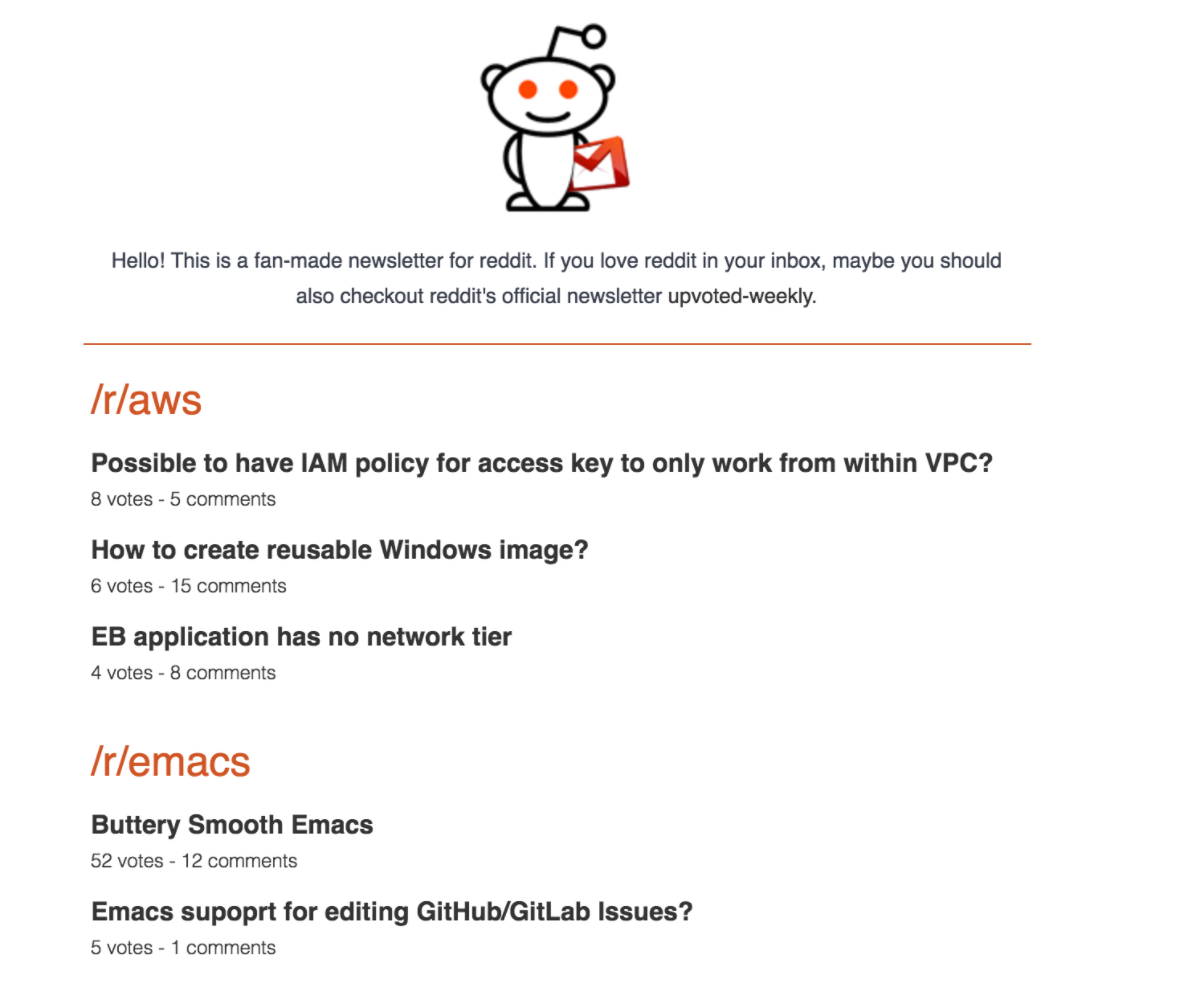 Hello! This is a fan-made newsletter for reddit. If you love reddit in your inbox, maybe you should
also checkout reddit's official newsletter upvoted-weekly.
/r/aws
Possible to have IAM policy for access key to only work from within VPC?
8 votes - 5 comments
How to create reusable Windows image?
6 votes - 15 comments
EB application has no network tier
4 votes - 8 comments
/r/emacs
Buttery Smooth Emacs
52 votes - 12 comments
Emacs supoprt for editing GitHub/GitLab Issues?
5 votes - 1 comments